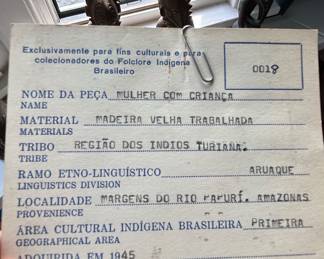 Exclusivamente para fins culturais e para
colecionadores do Folclore Indígena
Brasileiro
0018
NOME DA PEÇA MULHER COM CRIANÇA
NAME
MATERIAL MADEIRA VELHA TRABALHADA
MATERIALS
TRIBO REGIÃO DOS INDIOS TURIANA.
TRIBE
RAMO ETNO-LINGUÍSTICO ARUAQUE
LINGUISTICS DIVISION
LOCALIDADE MARGENS DO RIO PAPURÍ. AMAZONAS
PROVENIENCE
ÁREA CULTURAL INDÍGENA BRASILEIRA PRIMEIRA
GEOGRAPHICAL AREA
ADQUIRIDA EM 1945